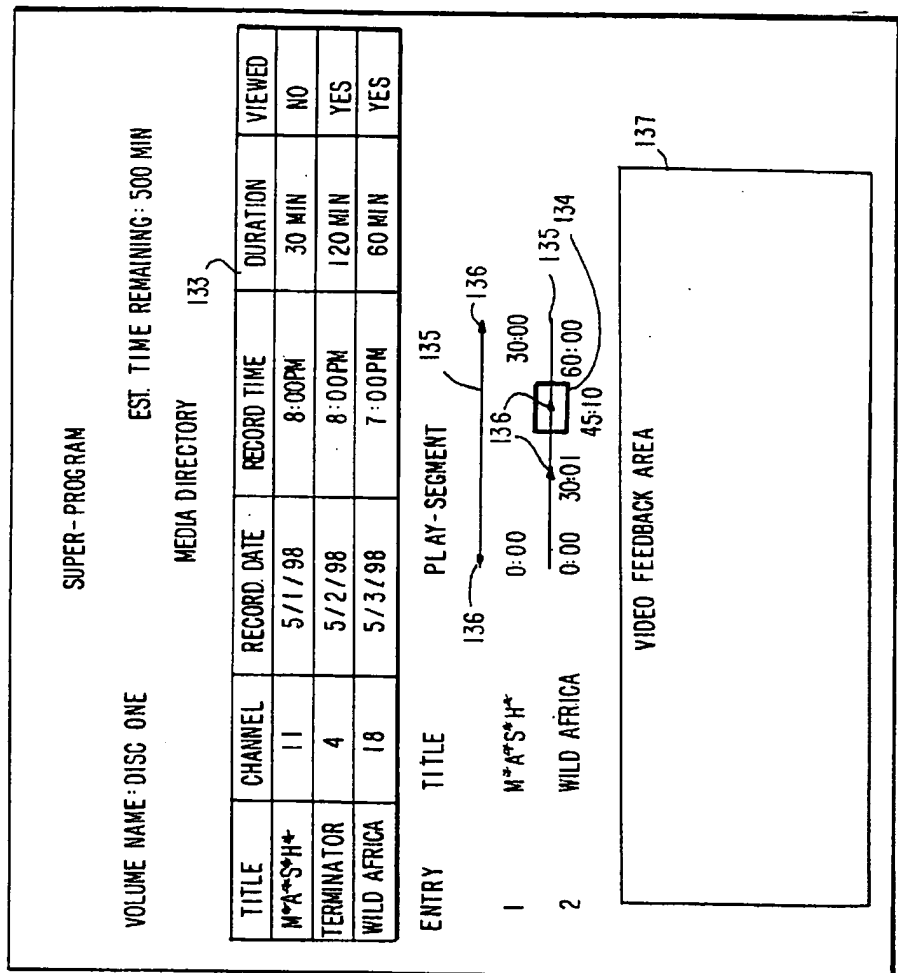 SUPER-PROGRAM
VOLUME NAME: DISC ONE EST. TIME REMAINING: 500 MIN
MEDIA DIRECTORY
133
TITLE CHANNEL RECORD. DATE RECORD TIME DURATION VIEWED
M*A*S*H* 11 5/1/98 8:00PM 30 MIN NO
TERMINATOR 4 5/2/98 8:00PM 120 MIN YES
WILD AFRICA 18 5/3/98 7:00PM 60 MIN YES
ENTRY TITLE PLAY-SEGMENT
136 135 136
1 M*A*S*H* 0:00 30:00
136 135
2 WILD AFRICA 0:00 30:01 45:10 60:00 134
VIDEO FEEDBACK AREA
137